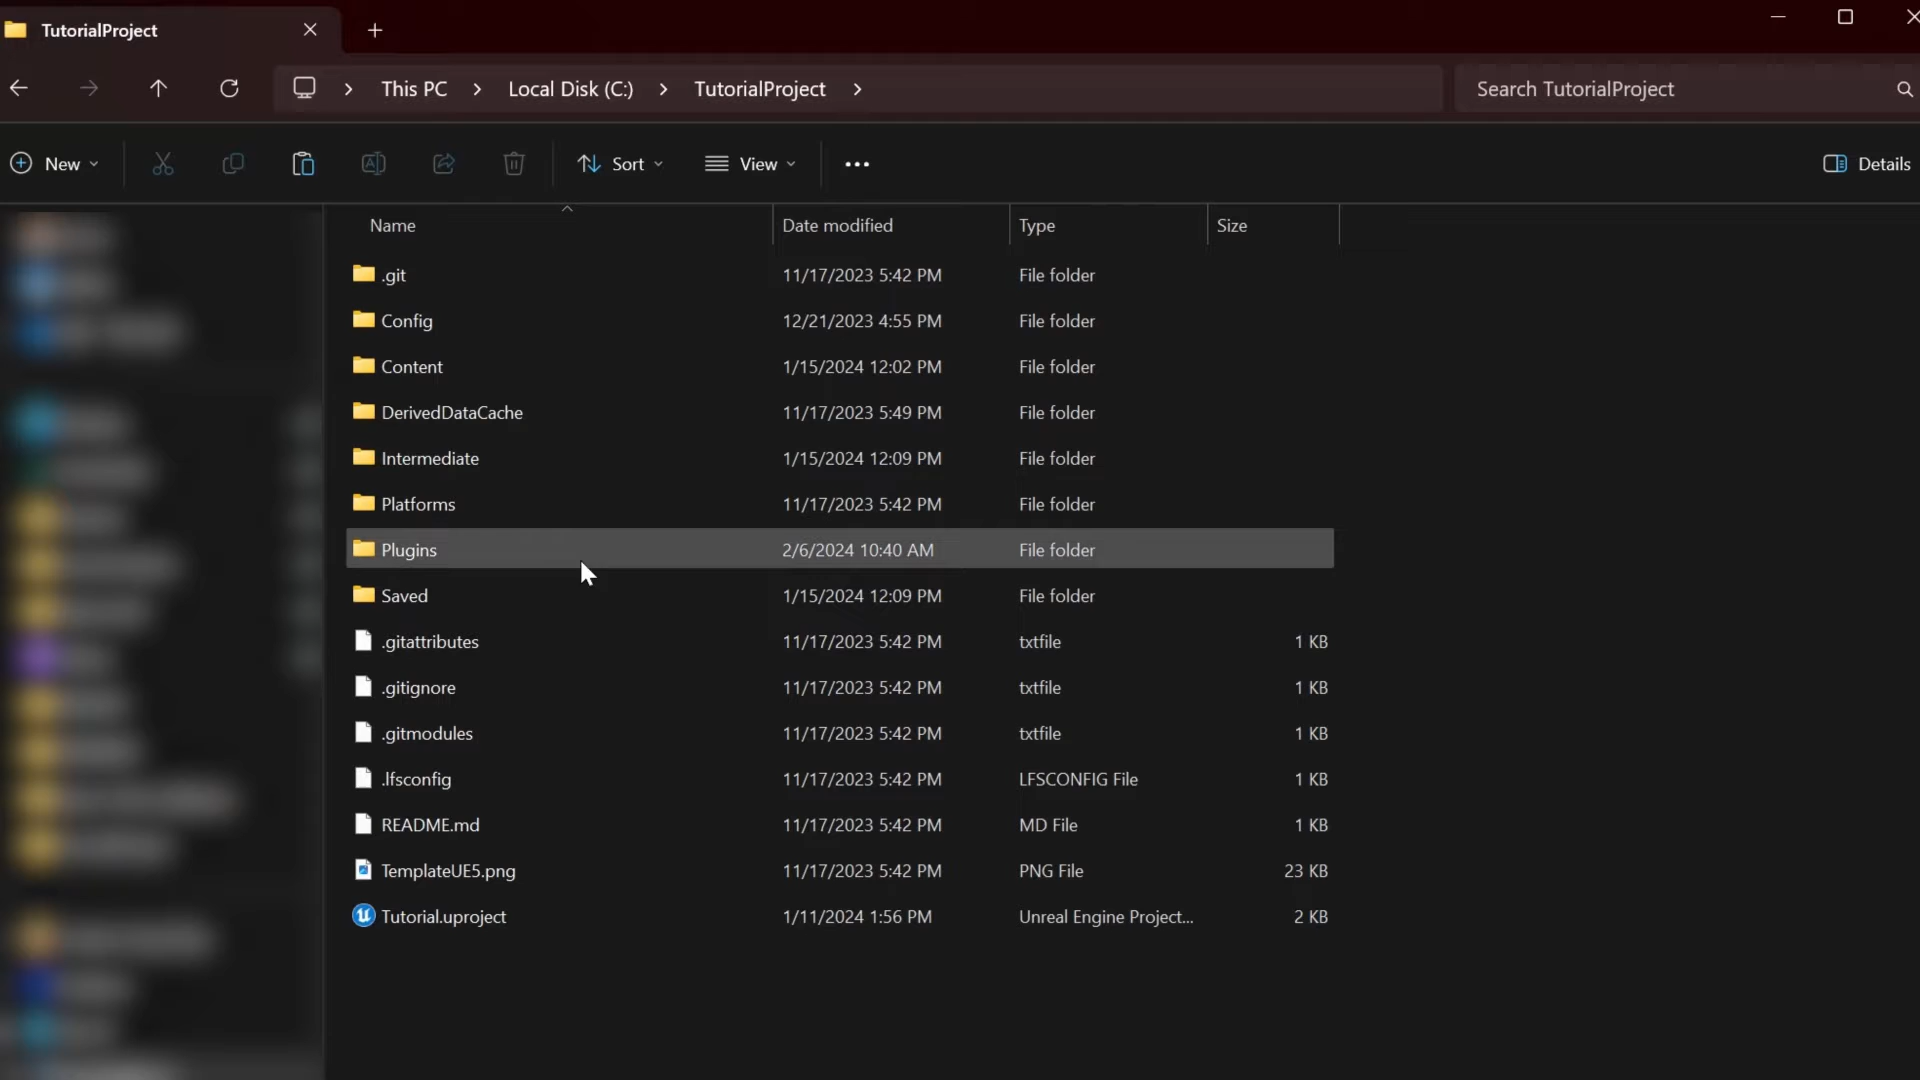 TutorialProject
This PC > Local Disk (C:) > TutorialProject >
Search TutorialProject
New Sort View ... Details
Name Date modified Type Size
.git 11/17/2023 5:42 PM File folder
Config 12/21/2023 4:55 PM File folder
Content 1/15/2024 12:02 PM File folder
DerivedDataCache 11/17/2023 5:49 PM File folder
Intermediate 1/15/2024 12:09 PM File folder
Platforms 11/17/2023 5:42 PM File folder
Plugins 2/6/2024 10:40 AM File folder
Saved 1/15/2024 12:09 PM File folder
.gitattributes 11/17/2023 5:42 PM txtfile 1 KB
.gitignore 11/17/2023 5:42 PM txtfile 1 KB
.gitmodules 11/17/2023 5:42 PM txtfile 1 KB
.lfsconfig 11/17/2023 5:42 PM LFSCONFIG File 1 KB
README.md 11/17/2023 5:42 PM MD File 1 KB
TemplateUE5.png 11/17/2023 5:42 PM PNG File 23 KB
Tutorial.uproject 1/11/2024 1:56 PM Unreal Engine Project... 2 KB